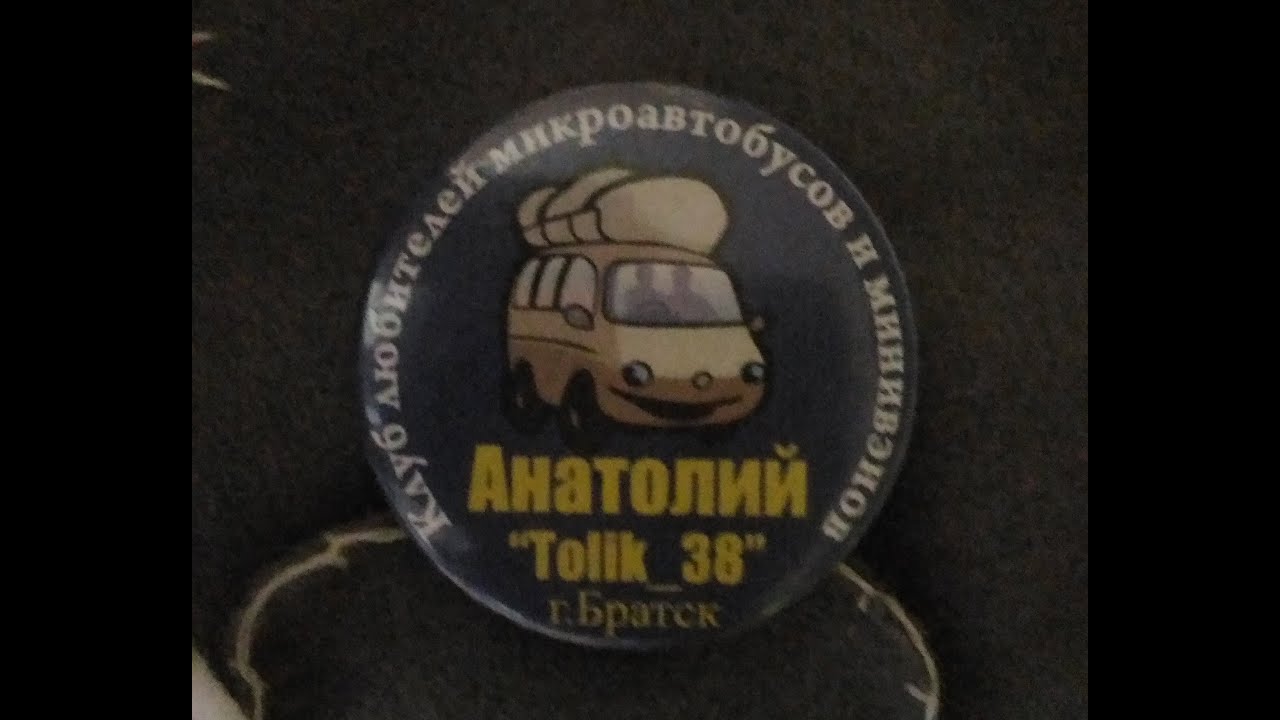 Клуб любителей микроавтобусов и минивэнов
Анатолий
“Tolik_38”
г.Братск